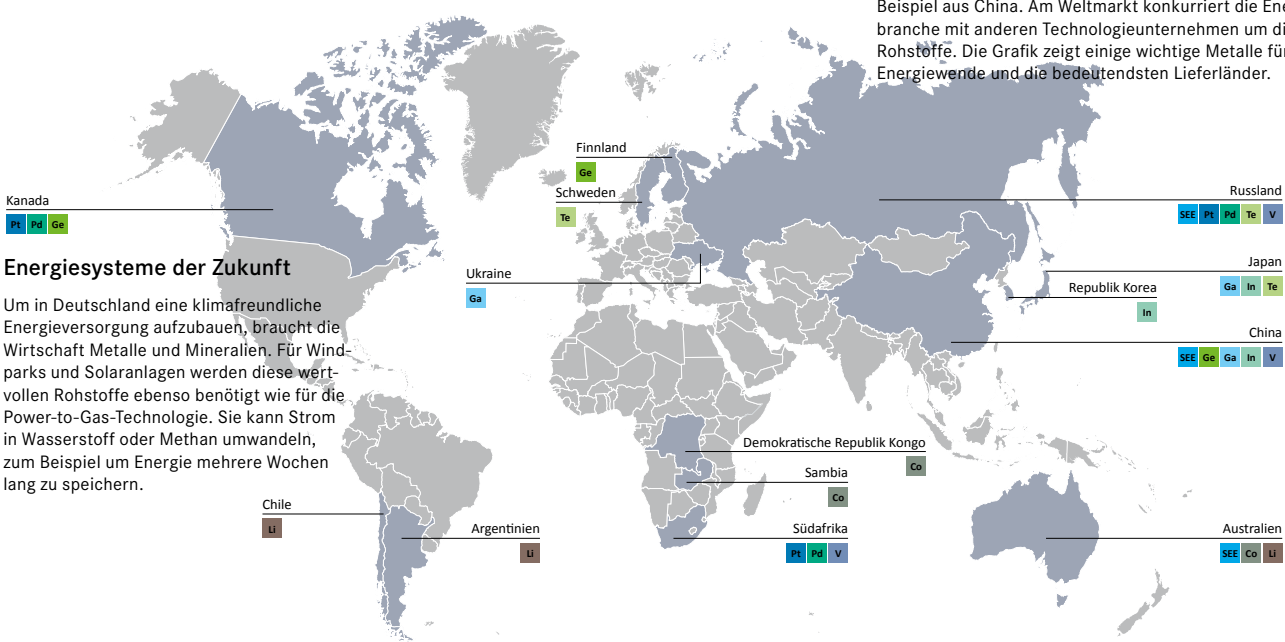 Beispiel aus China. Am Weltmarkt konkurriert die
branche mit anderen Technologieunternehmen um
Rohstoffe. Die Grafik zeigt einige wichtige Metalle
Energiewende und die bedeutendsten Lieferländer.
Finnland
Ge
Schweden
Te
Kanada
Pt Pd Ge
Russland
SEE Pt Pd Te V
Energiesysteme der Zukunft
Um in Deutschland eine klimafreundliche
Energieversorgung aufzubauen, braucht die
Wirtschaft Metalle und Mineralien. Für Wind-
parks und Solaranlagen werden diese wert-
vollen Rohstoffe ebenso benötigt wie für die
Power-to-Gas-Technologie. Sie kann Strom
in Wasserstoff oder Methan umwandeln,
zum Beispiel um Energie mehrere Wochen
lang zu speichern.
Ukraine
Ga
Japan
Ga In Te
Republik Korea
In
China
SEE Ge Ga In V
Demokratische Republik Kongo
Co
Sambia
Co
Chile
Li
Argentinien
Li
Südafrika
Pt Pd V
Australien
SEE Co Li